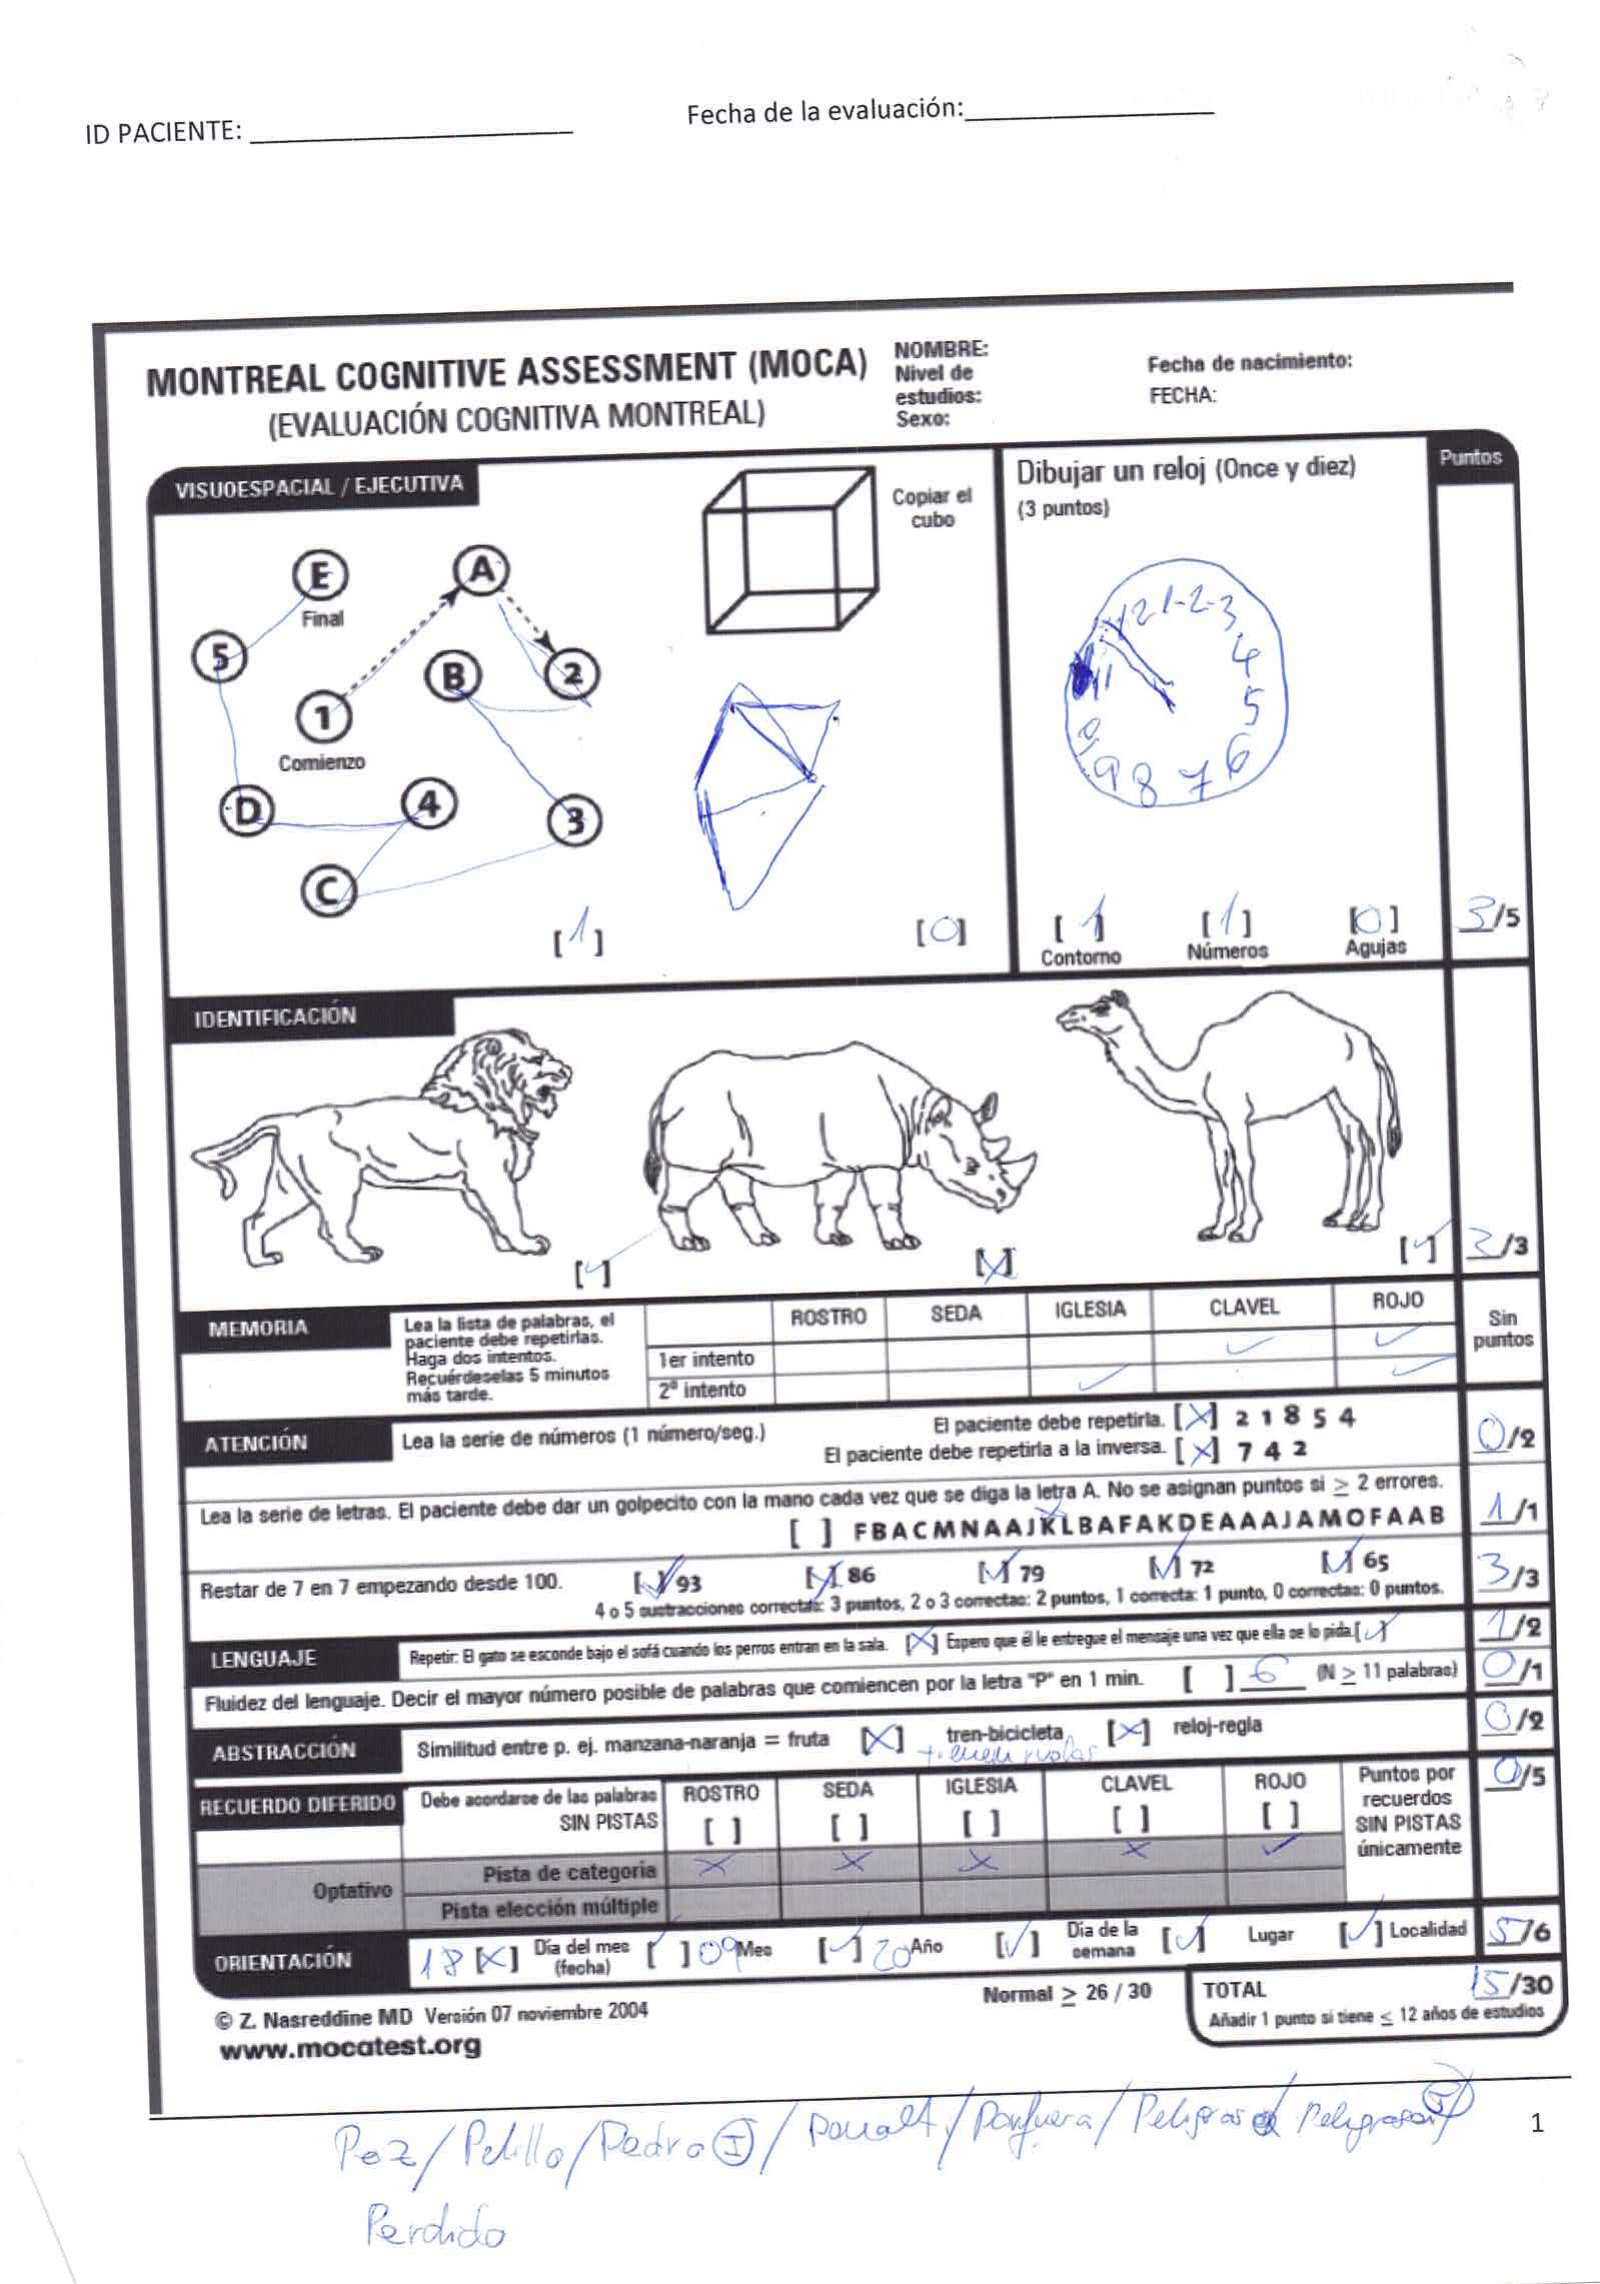 ID PACIENTE: ____________________ Fecha de la evaluación:________________
MONTREAL COGNITIVE ASSESSMENT (MOCA)
(EVALUACIÓN COGNITIVA MONTREAL)
NOMBRE:
Nivel de
estudios:
Sexo:
Fecha de nacimiento:
FECHA:
VISUOESPACIAL / EJECUTIVA
E
Final
A
5
B
2
1
Comienzo
D
4
3
C
[1]
Copiar el
cubo
[0]
Dibujar un reloj (Once y diez)
(3 puntos)
12 1-2-3
4
11
5
6
9 8 7
[1]
Contorno
[1]
Números
[0]
Agujas
Puntos
3/5
IDENTIFICACIÓN
[✓] [X] [✓] 2/3
MEMORIA
Lea la lista de palabras, el
paciente debe repetirlas.
Haga dos intentos.
Recuérdeselas 5 minutos
más tarde.
ROSTRO SEDA IGLESIA CLAVEL ROJO
1er intento ✓ ✓
2º intento ✓ ✓
Sin
puntos
ATENCIÓN
Lea la serie de números (1 número/seg.)
El paciente debe repetirla. [X] 2 1 8 5 4
El paciente debe repetirla a la inversa. [X] 7 4 2
0/2
Lea la serie de letras. El paciente debe dar un golpecito con la mano cada vez que se diga la letra A. No se asignan puntos si ≥ 2 errores.
[ ] FBACMNAAJKLBAFAKDEAAAJAMOFAAB 1/1
Restar de 7 en 7 empezando desde 100. [✓] 93 [✓] 86 [✓] 79 [✓] 72 [✓] 65 3/3
4 o 5 sustracciones correctas: 3 puntos, 2 o 3 correctas: 2 puntos, 1 correcta: 1 punto, 0 correctas: 0 puntos.
LENGUAJE
Repetir: El gato se esconde bajo el sofá cuando los perros entran en la sala. [X] Espero que él le entregue el mensaje una vez que ella se lo pida.[✓] 1/2
Fluidez del lenguaje. Decir el mayor número posible de palabras que comiencen por la letra "P" en 1 min. [ ] 6 (N ≥ 11 palabras) 0/1
ABSTRACCIÓN
Similitud entre p. ej. manzana-naranja = fruta [X] tren-bicicleta [X] reloj-regla 0/2
tienen ruedas
RECUERDO DIFERIDO
Debe acordarse de las palabras
SIN PISTAS
ROSTRO SEDA IGLESIA CLAVEL ROJO
[ ] [ ] [ ] [ ] [ ]
Puntos por
recuerdos
SIN PISTAS
únicamente
0/5
Optativo
Pista de categoría X X X X ✓
Pista elección múltiple
ORIENTACIÓN
18 [X] Día del mes
(fecha)
[ ] 09 Mes [✓] 20 Año [✓] Día de la
semana
[✓] Lugar [✓] Localidad 5/6
© Z. Nasreddine MD Versión 07 noviembre 2004
www.mocatest.org
Normal ≥ 26 / 30
TOTAL 15/30
Añadir 1 punto si tiene ≤ 12 años de estudios
1
Pez/Pelillo/Pedro Ⓘ/
Perdido